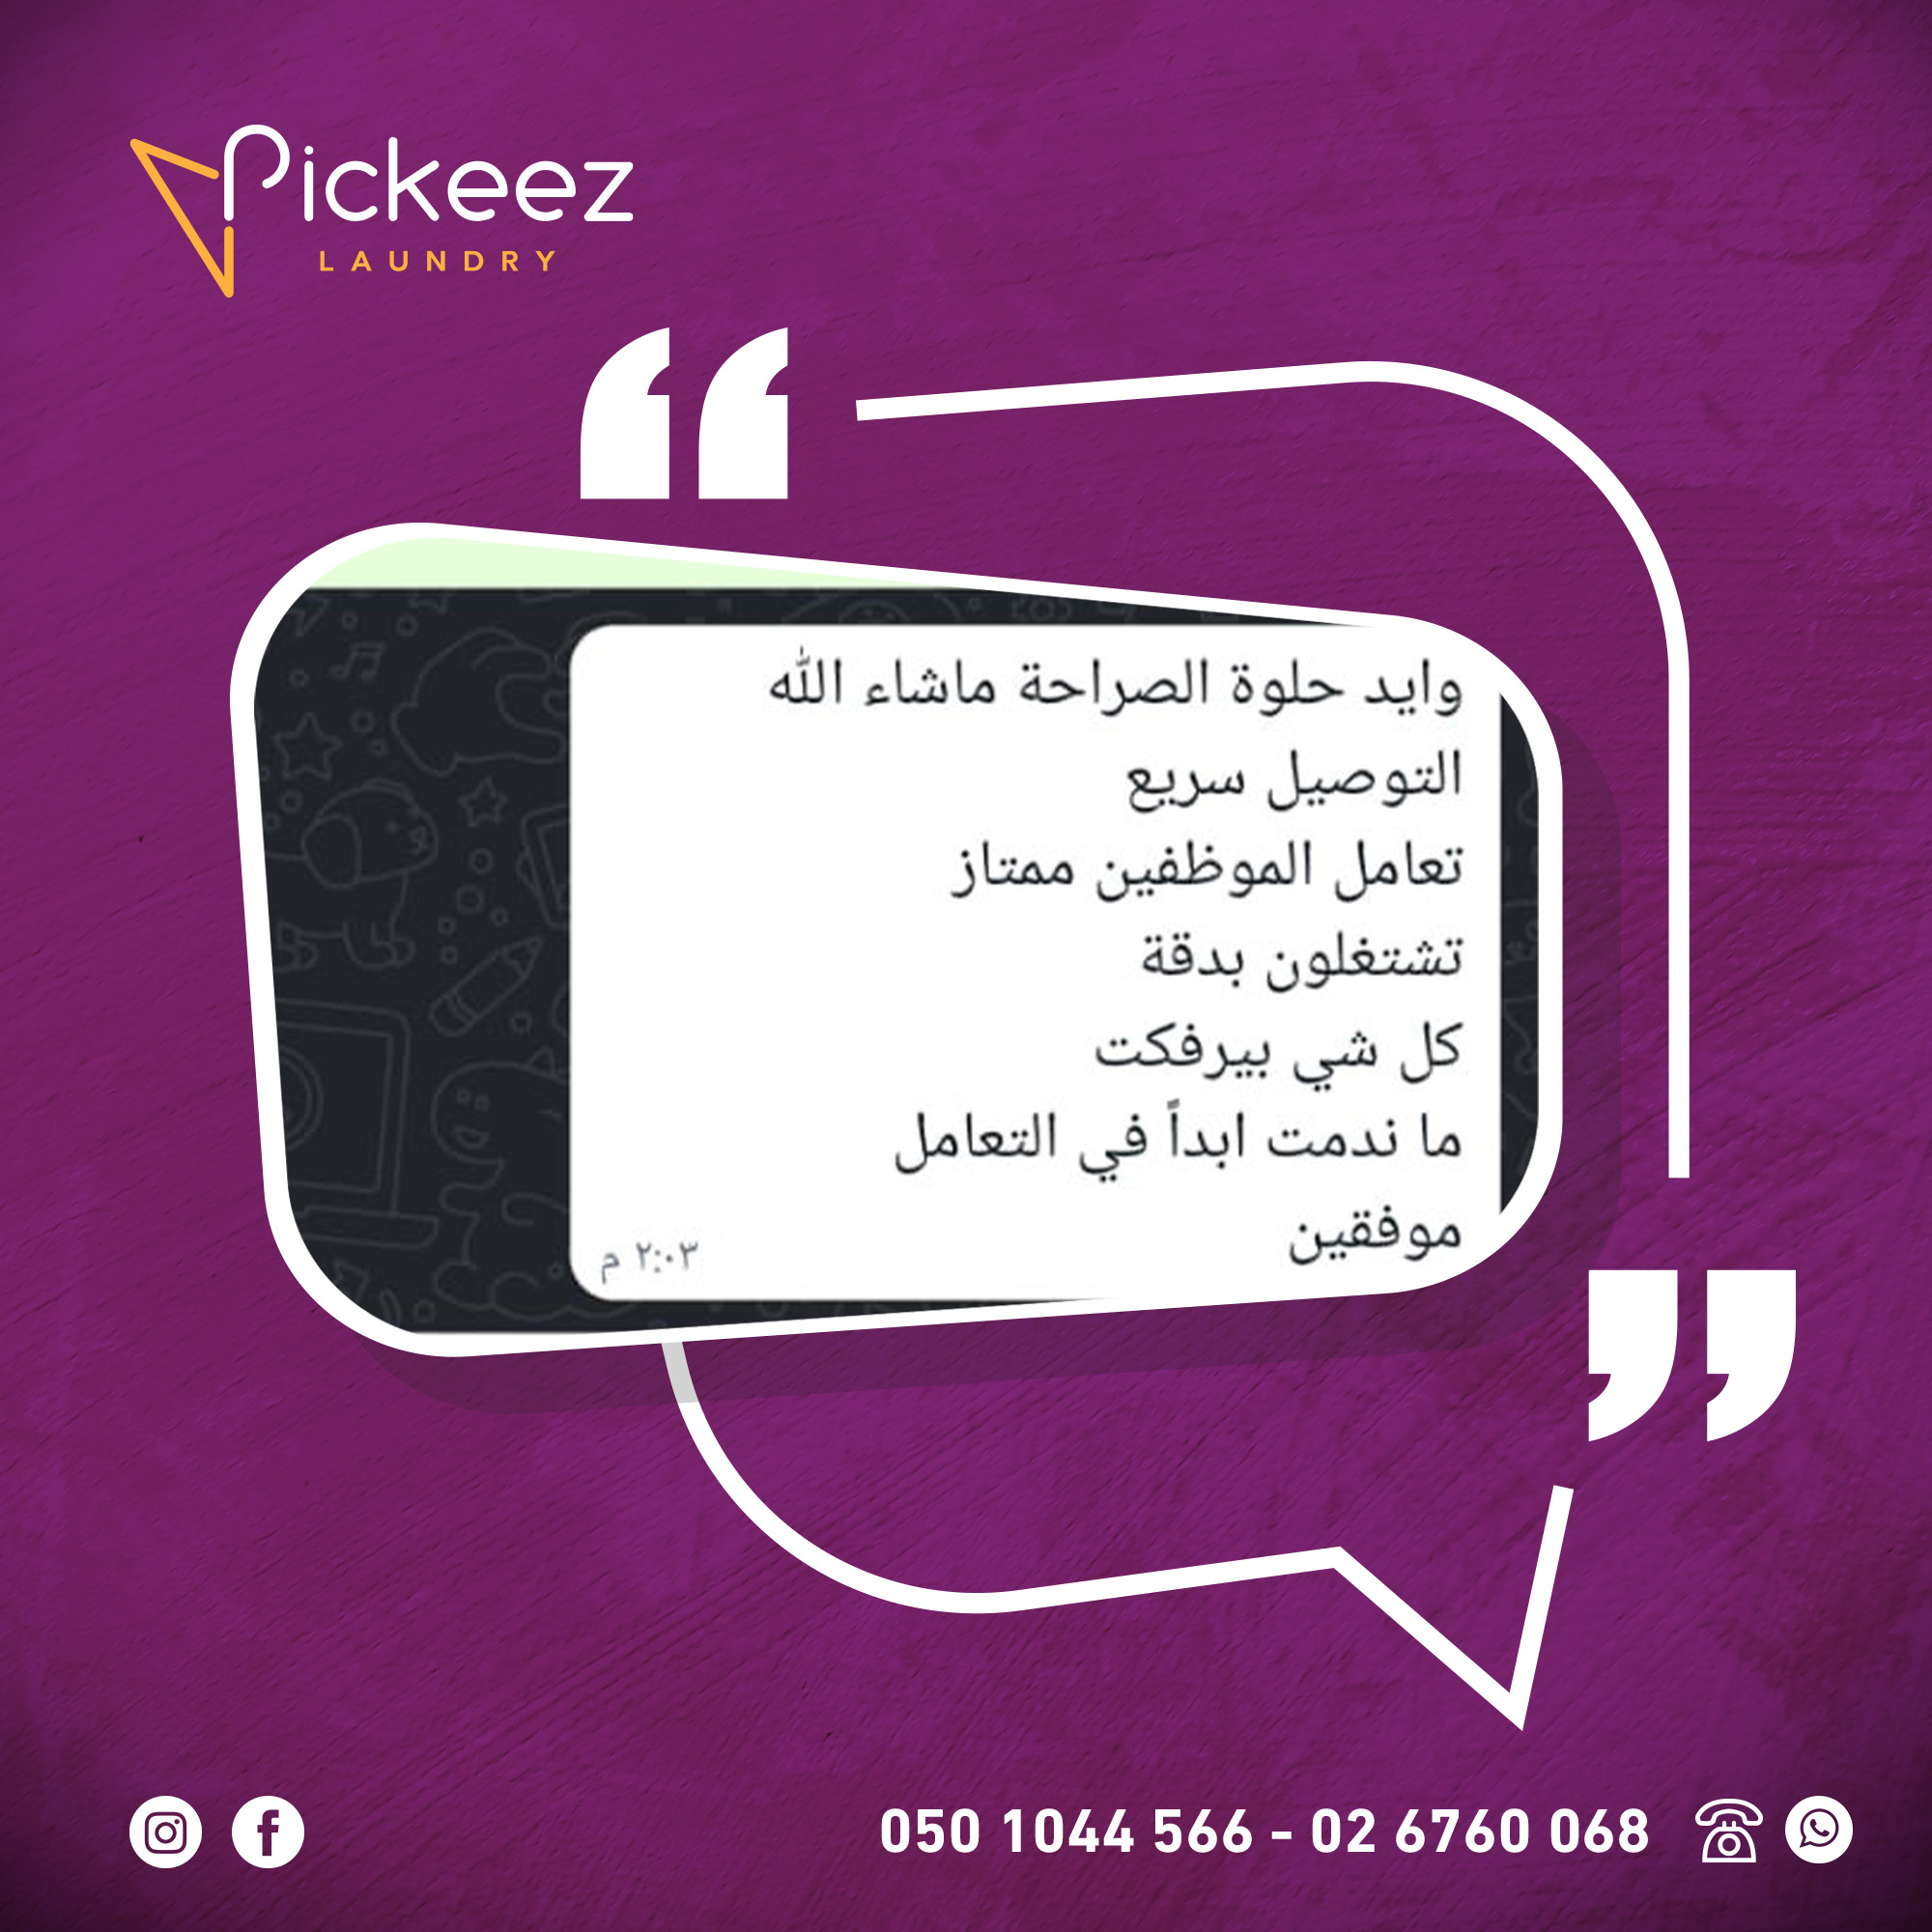 Pickeez
LAUNDRY
وايد حلوة الصراحة ماشاء الله
التوصيل سريع
تعامل الموظفين ممتاز
تشتغلون بدقة
كل شي بيرفكت
ما ندمت ابداً في التعامل
موفقين
٢:٠٣ م
050 1044 566 - 02 6760 068